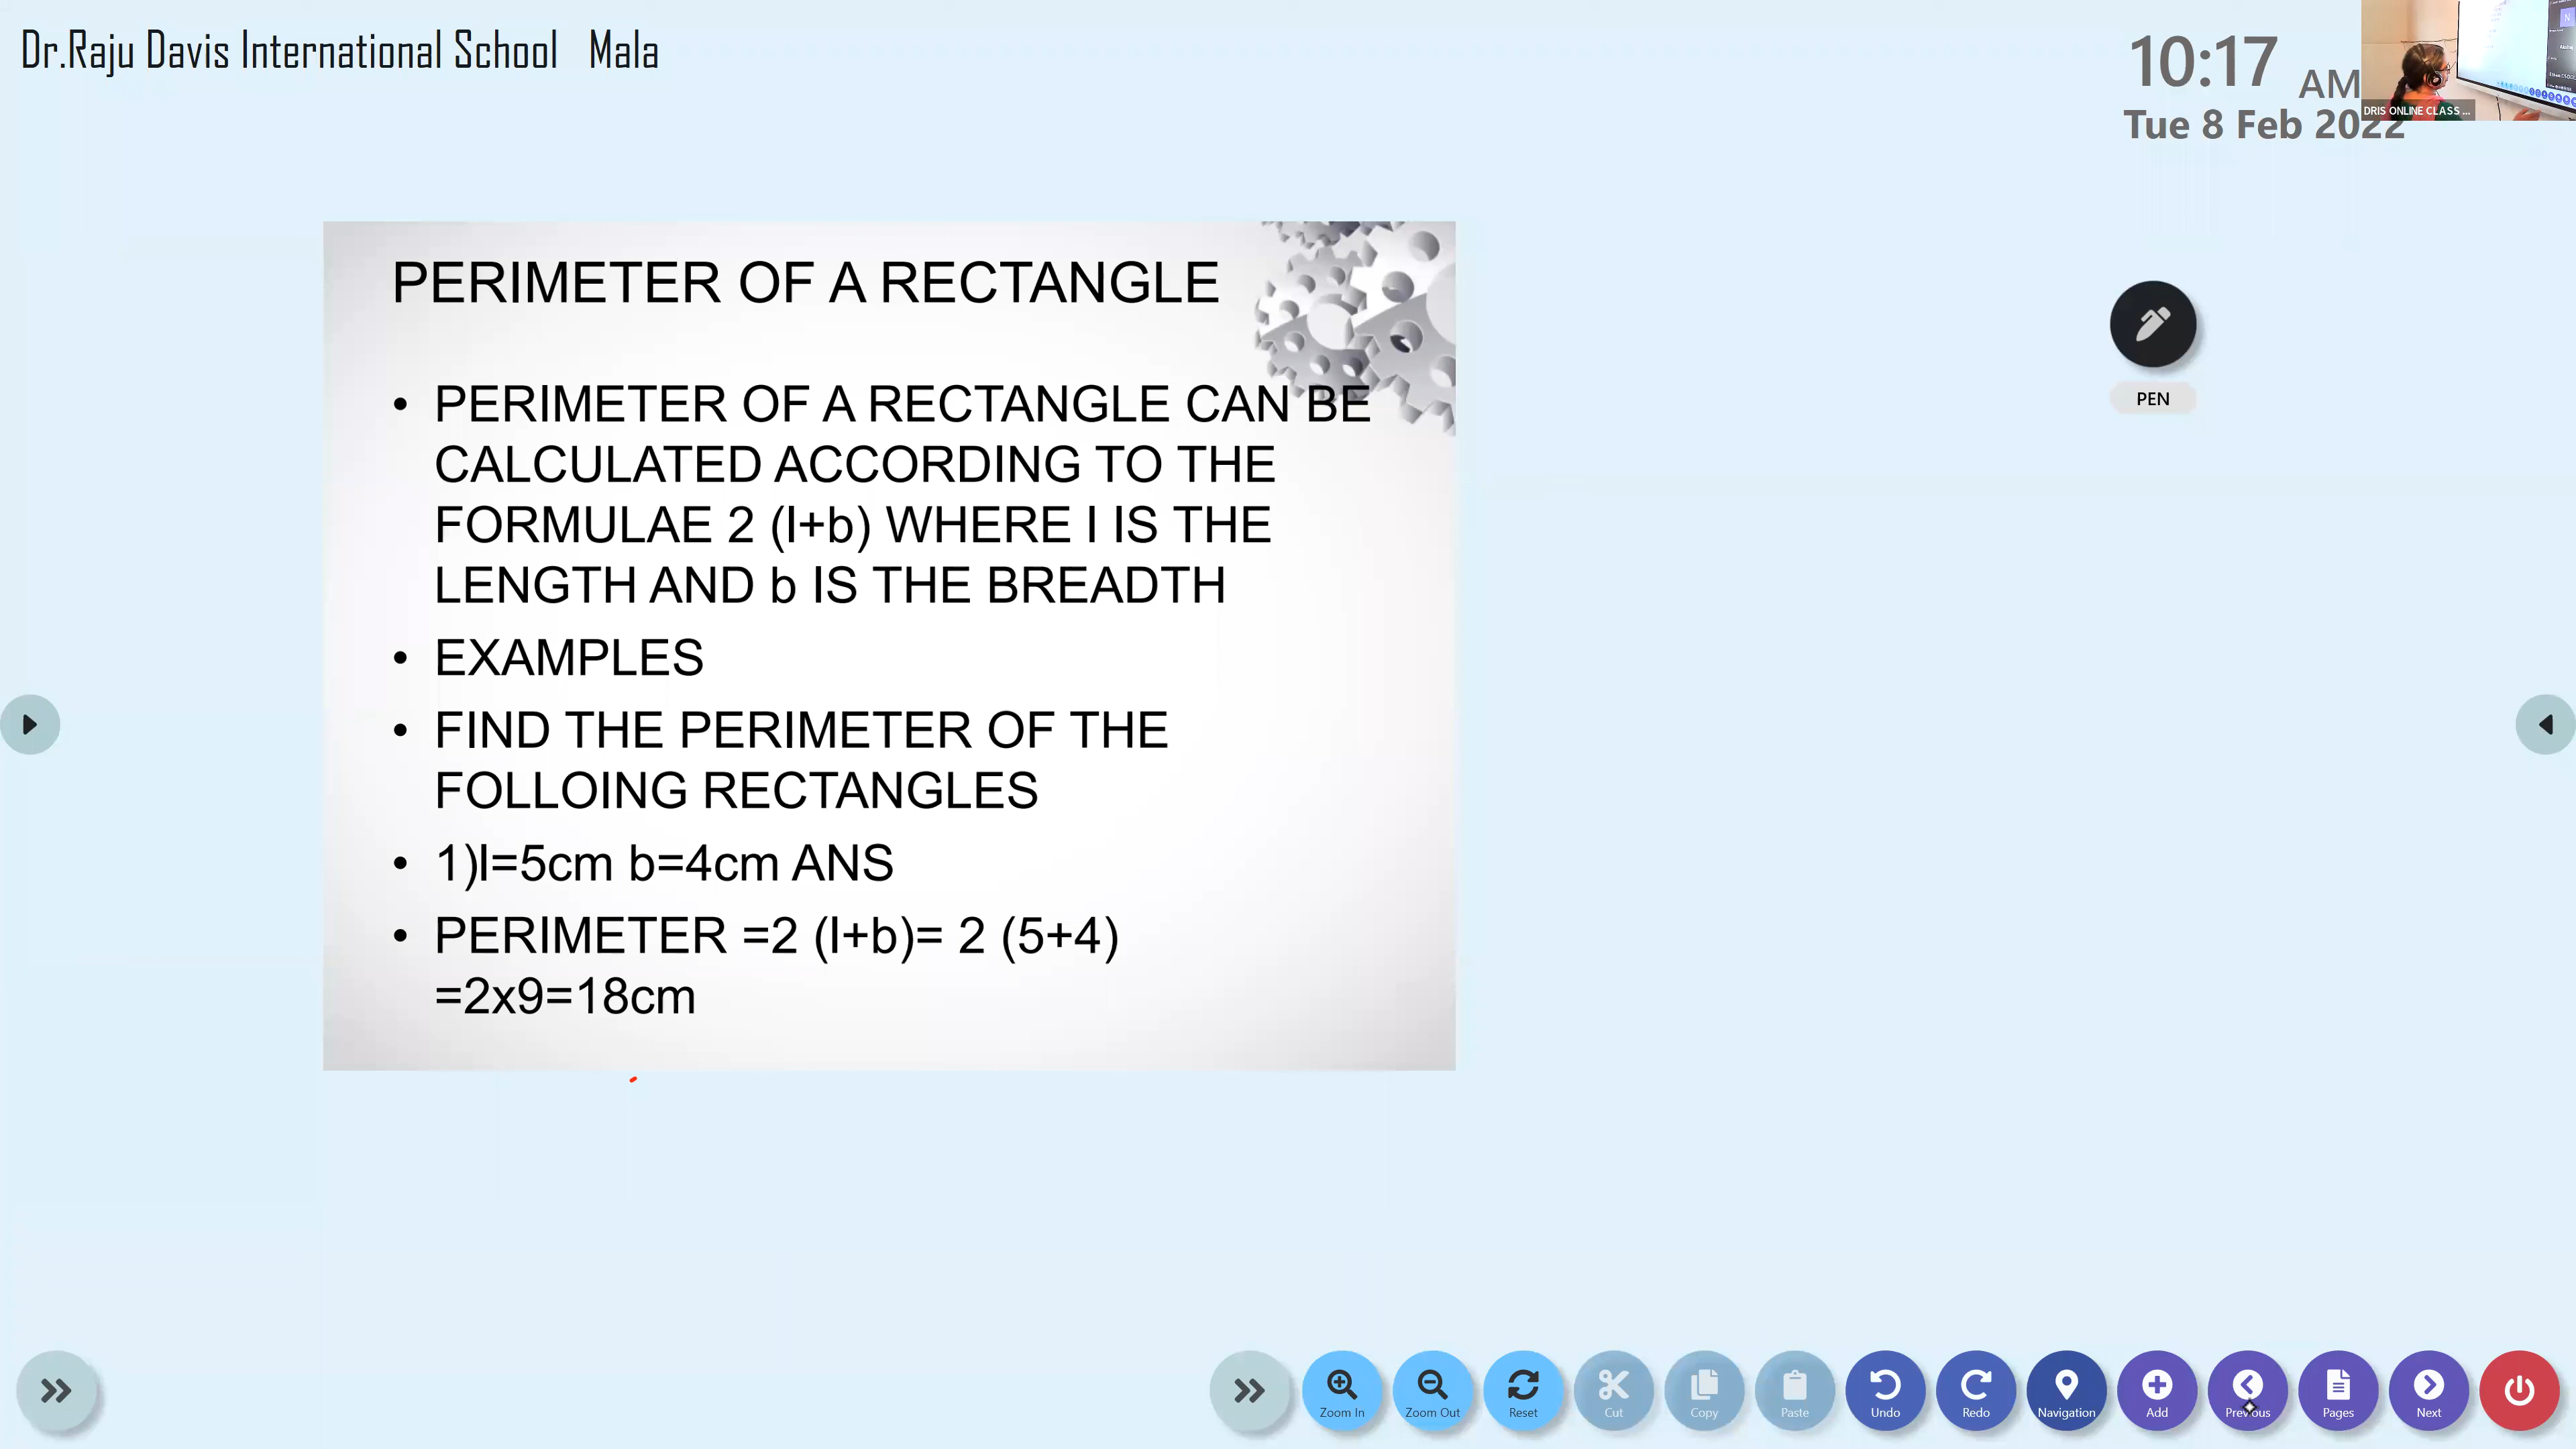 Dr.Raju Davis International School Mala
10:17 AM
Tue 8 Feb 2022
DRIS ONLINE CLASS ...
PERIMETER OF A RECTANGLE
• PERIMETER OF A RECTANGLE CAN BE
CALCULATED ACCORDING TO THE
FORMULAE 2 (l+b) WHERE l IS THE
LENGTH AND b IS THE BREADTH
• EXAMPLES
• FIND THE PERIMETER OF THE
FOLLOING RECTANGLES
• 1)l=5cm b=4cm ANS
• PERIMETER =2 (l+b)= 2 (5+4)
=2x9=18cm
PEN
Zoom In Zoom Out Reset Cut Copy Paste Undo Redo Navigation Add Previous Pages Next